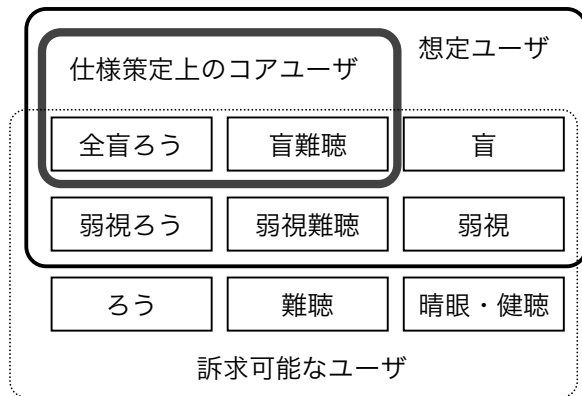 想定ユーザ
仕様策定上のコアユーザ
全盲ろう
盲難聴
盲
弱視ろう
弱視難聴
弱視
ろう
難聴
晴眼・健聴
訴求可能なユーザ